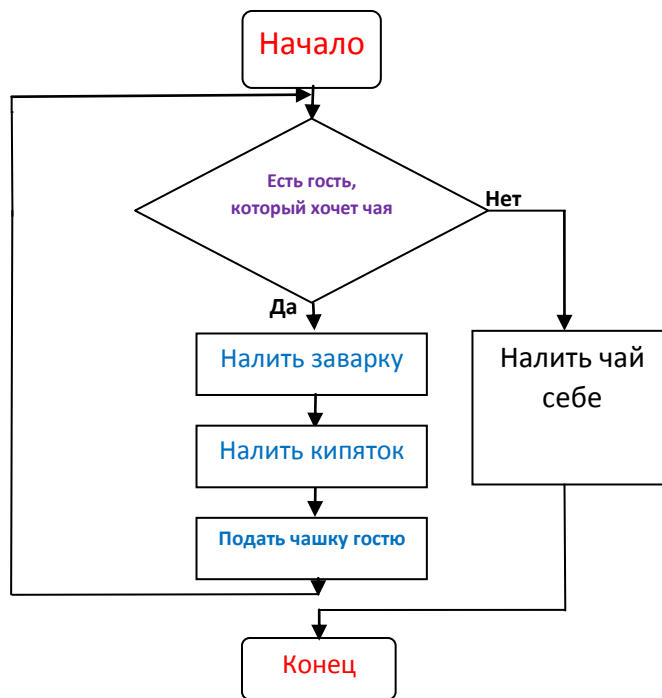 Начало
Есть гость,
который хочет чая
Нет
Да
Налить заварку
Налить чай
себе
Налить кипяток
Подать чашку гостю
Конец